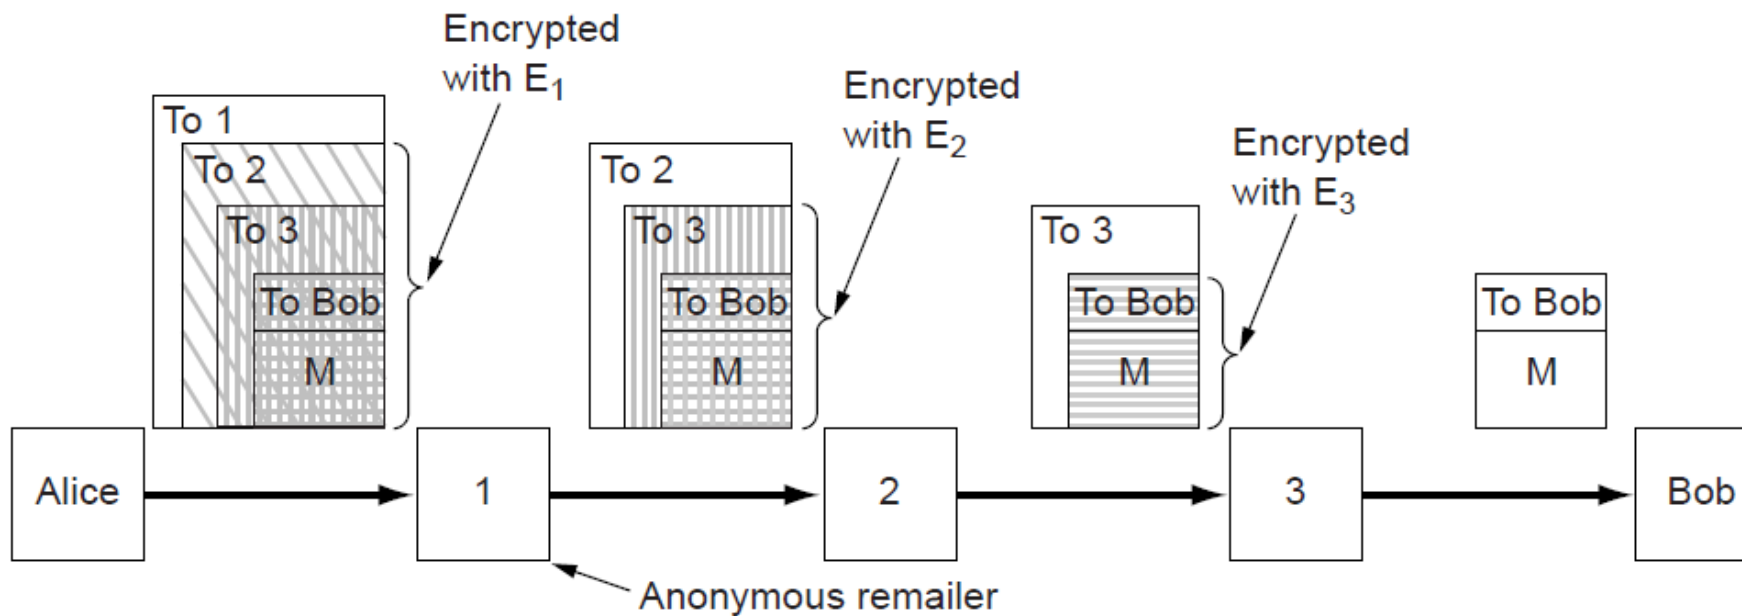 Encrypted
with E1
Encrypted
with E2
Encrypted
with E3
To 1
To 2
To 3
To Bob
M
To 2
To 3
To Bob
M
To 3
To Bob
M
To Bob
M
Alice
1
2
3
Bob
Anonymous remailer